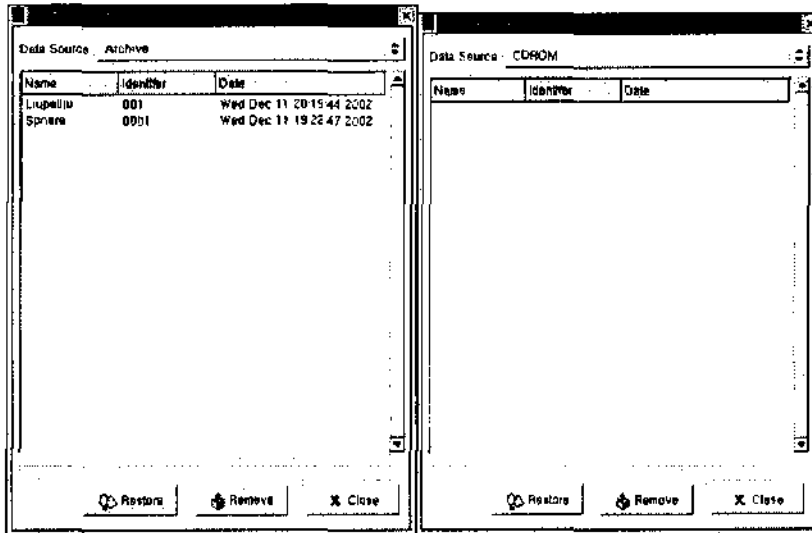 Data Source Archive
Name Identifier Date
001 Wed Dec 11 20:19:44 2002
Sphere 0001 Wed Dec 11 19:22:47 2002
Restore Remove Close
Data Source CDROM
Name Identifier Date
Restore Remove Close